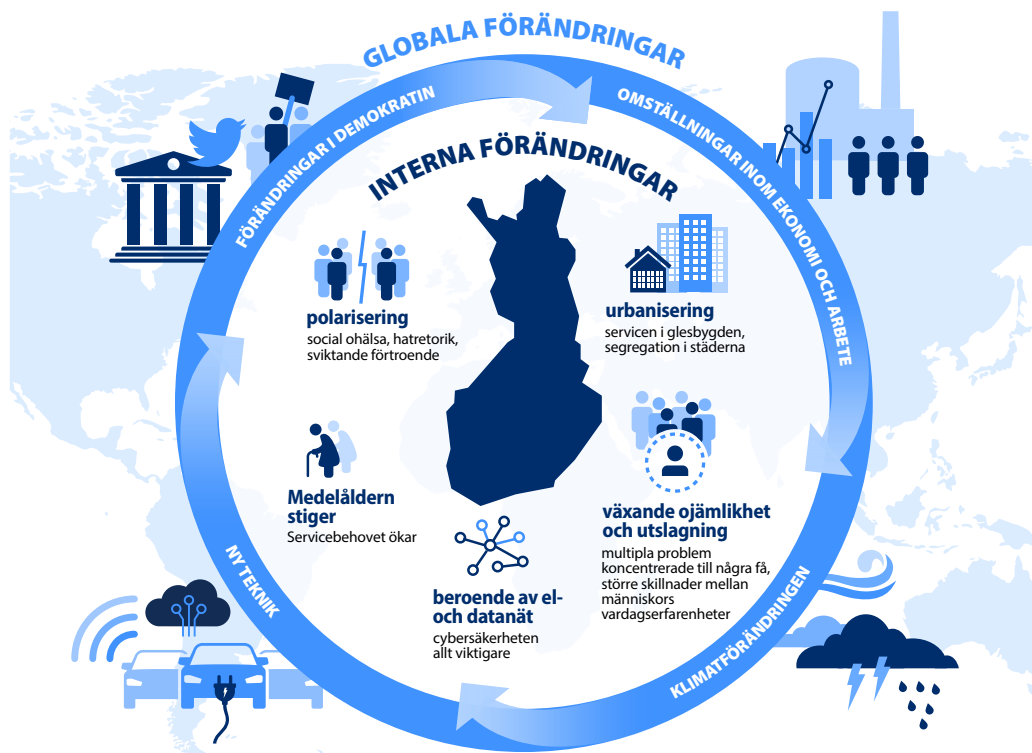 GLOBALA FÖRÄNDRINGAR
FÖRÄNDRINGAR I DEMOKRATIN
OMSTÄLLNINGAR INOM EKONOMI OCH ARBETE
KLIMATFÖRÄNDRINGEN
NY TEKNIK
INTERNA FÖRÄNDRINGAR
polarisering
social ohälsa, hatretorik,
sviktande förtroende
urbanisering
servicen i glesbygden,
segregation i städerna
Medelåldern
stiger
Servicebehovet ökar
växande ojämlikhet
och utslagning
multipla problem
koncentrerade till några få,
större skillnader mellan
människors
vardagserfarenheter
beroende av el-
och datanät
cybersäkerheten
allt viktigare